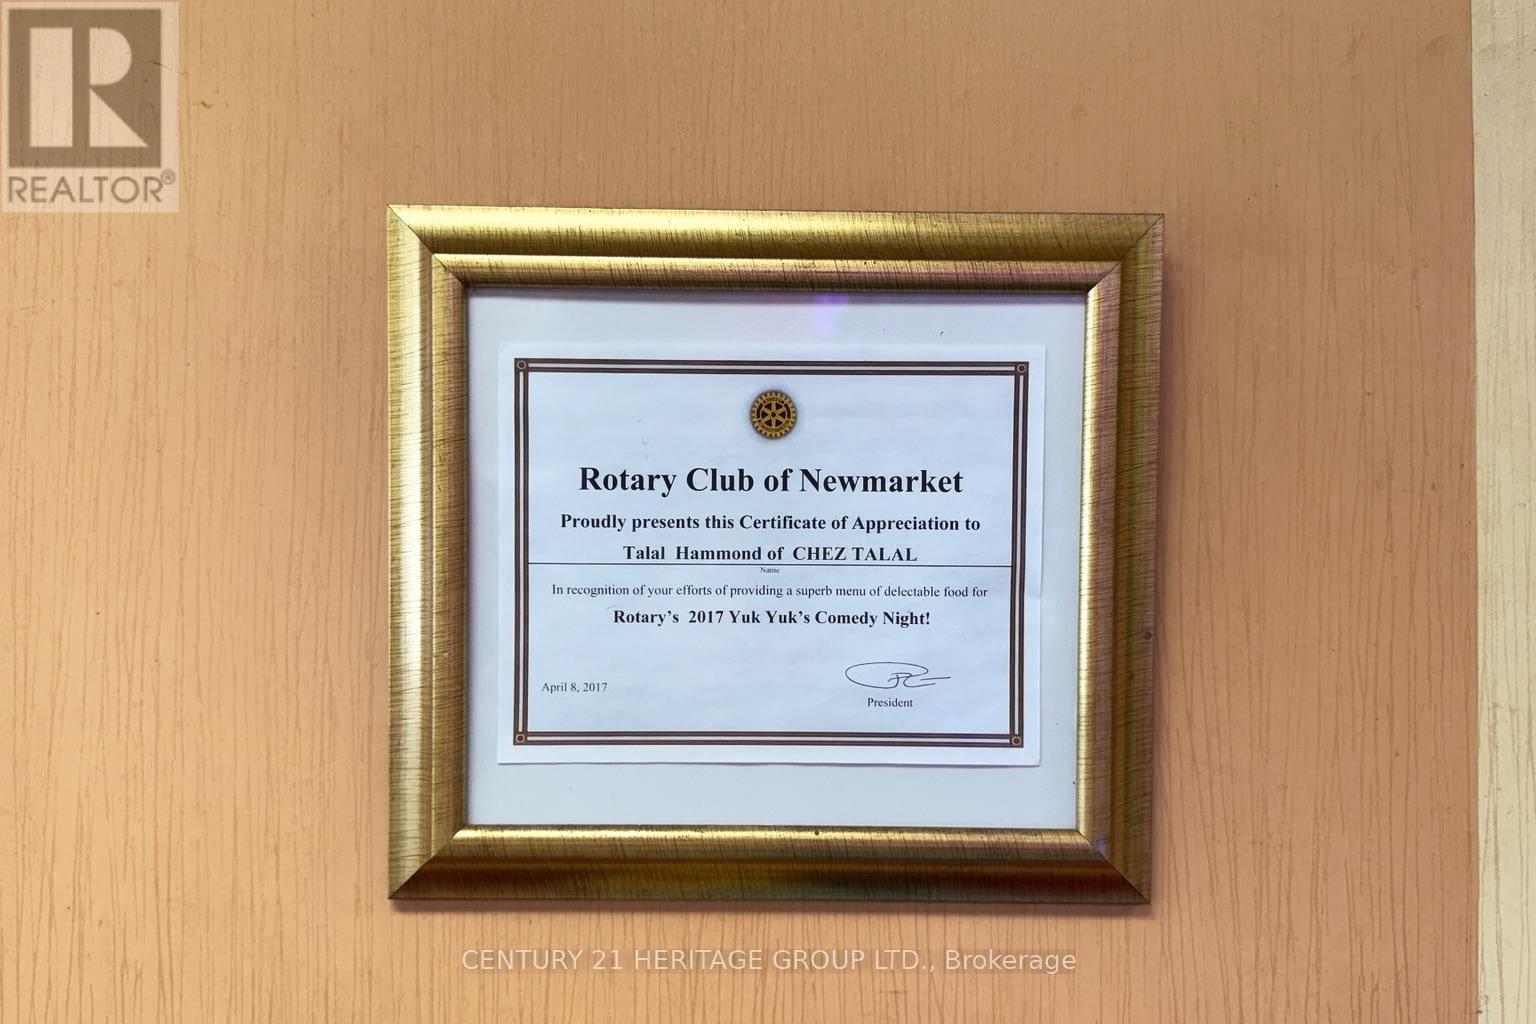 REALTOR®
Rotary Club of Newmarket
Proudly presents this Certificate of Appreciation to
Talal Hammond of CHEZ TALAL
Name
In recognition of your efforts of providing a superb menu of delectable food for
Rotary's 2017 Yuk Yuk's Comedy Night!
April 8, 2017
President
CENTURY 21 HERITAGE GROUP LTD., Brokerage